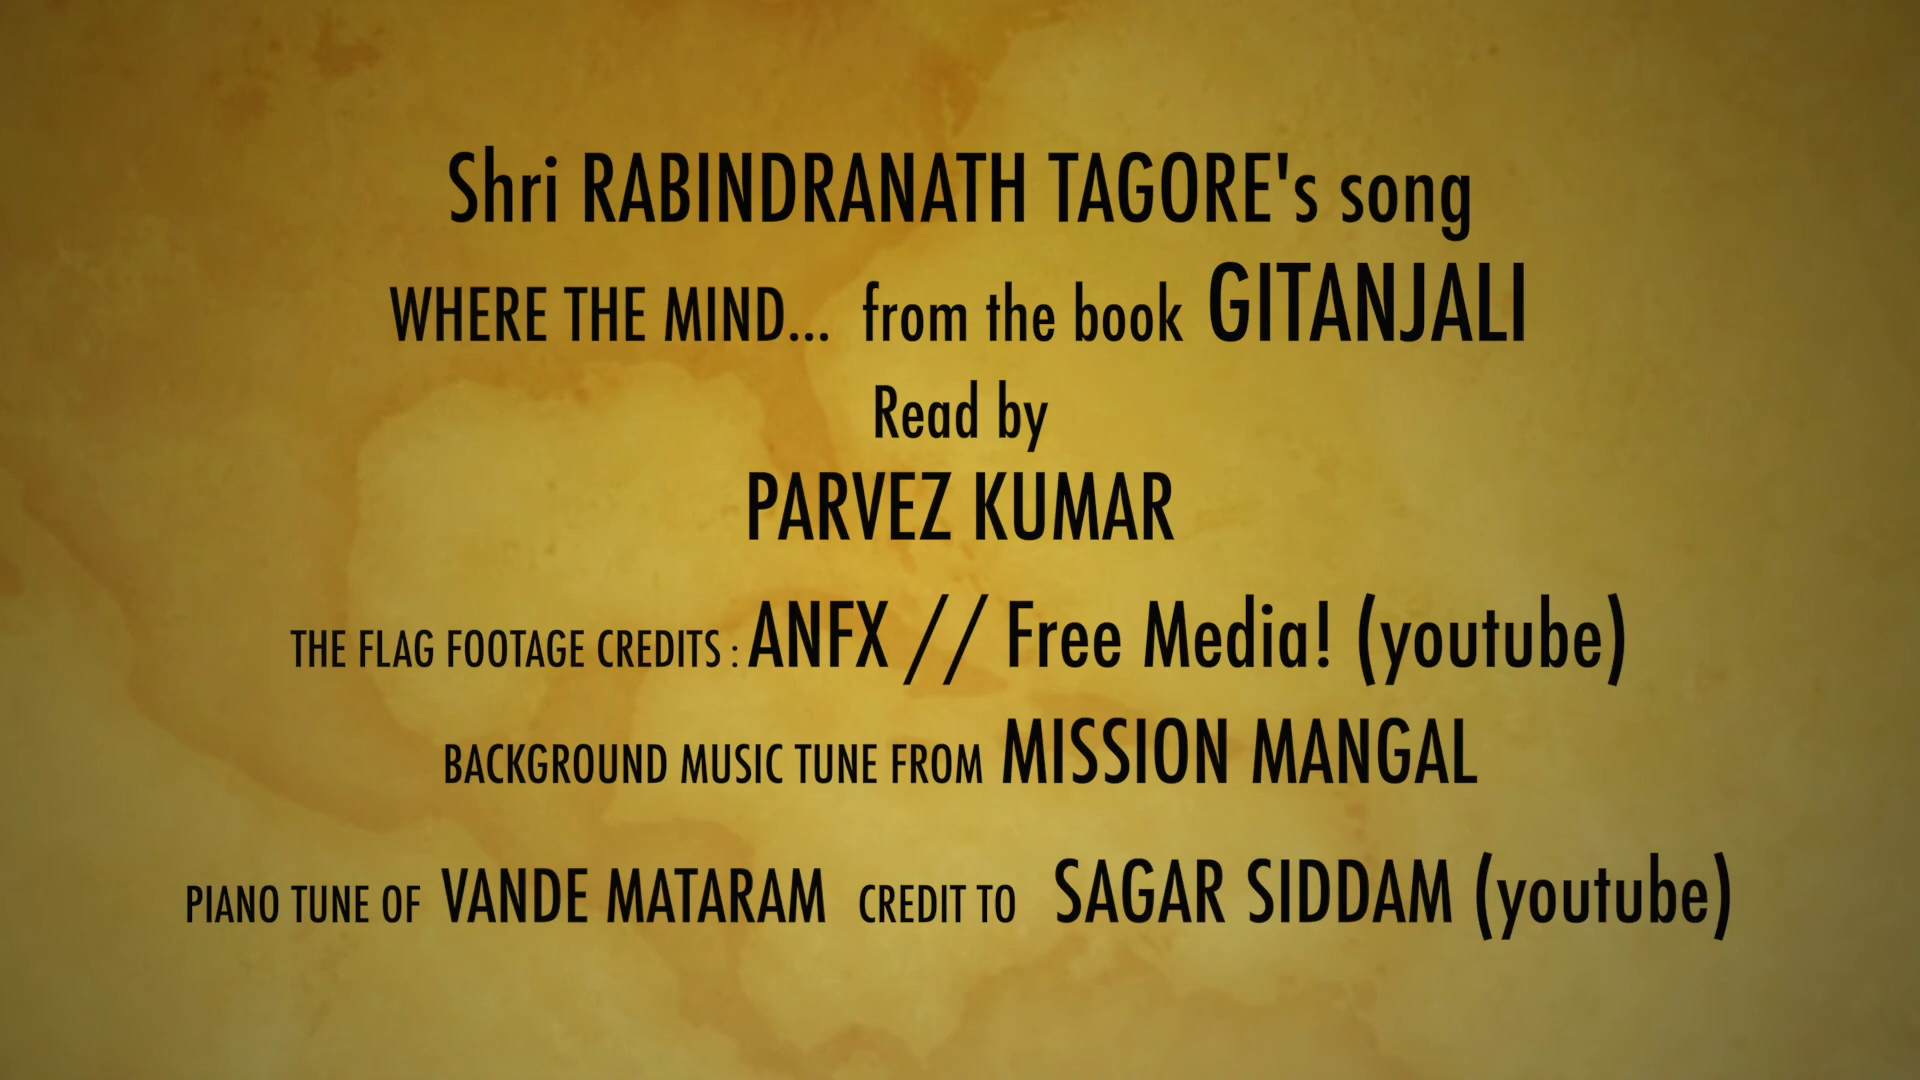 Shri RABINDRANATH TAGORE's song
WHERE THE MIND... from the book GITANJALI
Read by
PARVEZ KUMAR
THE FLAG FOOTAGE CREDITS : ANFX // Free Media! (youtube)
BACKGROUND MUSIC TUNE FROM MISSION MANGAL
PIANO TUNE OF VANDE MATARAM CREDIT TO SAGAR SIDDAM (youtube)